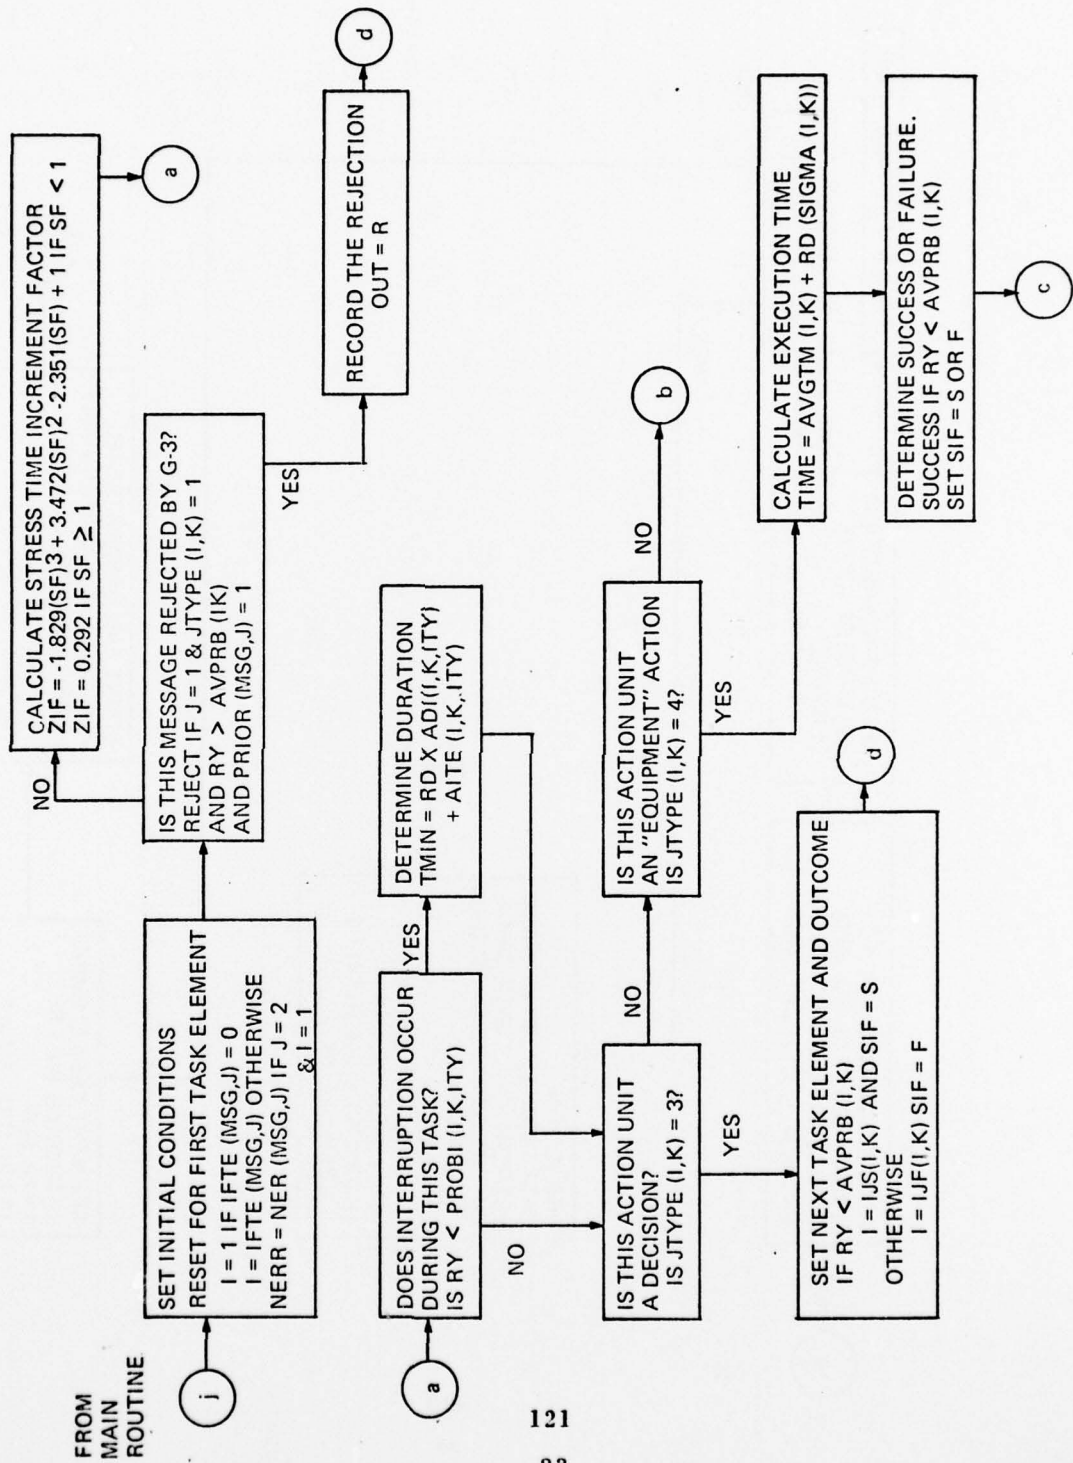 FROM
MAIN
ROUTINE
j
SET INITIAL CONDITIONS
RESET FOR FIRST TASK ELEMENT
I = 1 IF IFTE (MSG,J) = 0
I = IFTE (MSG,J) OTHERWISE
NERR = NER (MSG,J) IF J = 2
& I = 1
IS THIS MESSAGE REJECTED BY G-3?
REJECT IF J = 1 & JTYPE (I,K) = 1
AND RY > AVPRB (IK)
AND PRIOR (MSG,J) = 1
NO
CALCULATE STRESS TIME INCREMENT FACTOR
ZIF = -1.829(SF)3 + 3.472(SF)2 -2.351(SF) + 1 IF SF < 1
ZIF = 0.292 IF SF ≥ 1
a
YES
RECORD THE REJECTION
OUT = R
d
a
DOES INTERRUPTION OCCUR
DURING THIS TASK?
IS RY < PROBI (I,K,ITY)
YES
DETERMINE DURATION
TMIN = RD X ADI(I,K,ITY)
+ AITE (I,K,ITY)
NO
IS THIS ACTION UNIT
A DECISION?
IS JTYPE (I,K) = 3?
NO
IS THIS ACTION UNIT
AN "EQUIPMENT" ACTION
IS JTYPE (I,K) = 4?
NO
b
YES
SET NEXT TASK ELEMENT AND OUTCOME
IF RY < AVPRB (I,K)
I = IJS(I,K) AND SIF = S
OTHERWISE
I = IJF(I,K) SIF = F
d
YES
CALCULATE EXECUTION TIME
TIME = AVGTM (I,K) + RD (SIGMA (I,K))
DETERMINE SUCCESS OR FAILURE.
SUCCESS IF RY < AVPRB (I,K)
SET SIF = S OR F
c
121